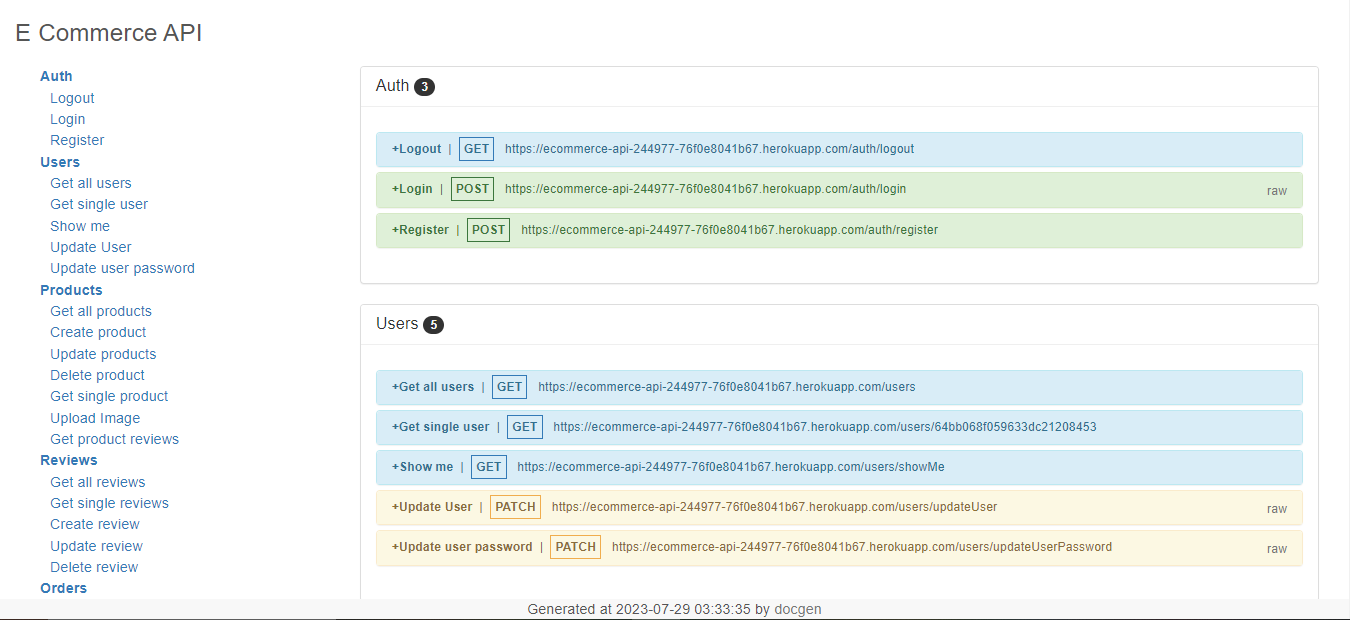 E Commerce API
Auth
Logout
Login
Register
Users
Get all users
Get single user
Show me
Update User
Update user password
Products
Get all products
Create product
Update products
Delete product
Get single product
Upload Image
Get product reviews
Reviews
Get all reviews
Get single reviews
Create review
Update review
Delete review
Orders
Auth 3
+Logout | GET https://ecommerce-api-244977-76f0e8041b67.herokuapp.com/auth/logout
+Login | POST https://ecommerce-api-244977-76f0e8041b67.herokuapp.com/auth/login raw
+Register | POST https://ecommerce-api-244977-76f0e8041b67.herokuapp.com/auth/register
Users 5
+Get all users | GET https://ecommerce-api-244977-76f0e8041b67.herokuapp.com/users
+Get single user | GET https://ecommerce-api-244977-76f0e8041b67.herokuapp.com/users/64bb068f059633dc21208453
+Show me | GET https://ecommerce-api-244977-76f0e8041b67.herokuapp.com/users/showMe
+Update User | PATCH https://ecommerce-api-244977-76f0e8041b67.herokuapp.com/users/updateUser raw
+Update user password | PATCH https://ecommerce-api-244977-76f0e8041b67.herokuapp.com/users/updateUserPassword raw
Generated at 2023-07-29 03:33:35 by docgen